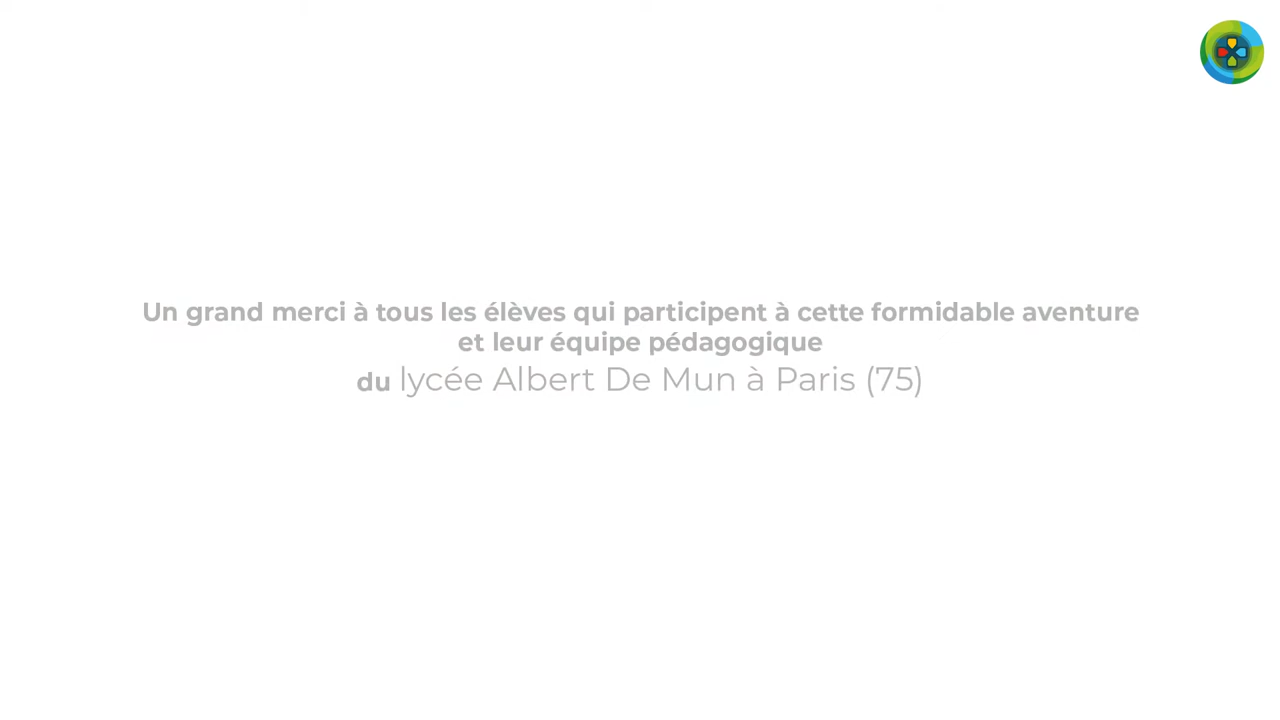 Un grand merci à tous les élèves qui participent à cette formidable aventure
et leur équipe pédagogique
du lycée Albert De Mun à Paris (75)